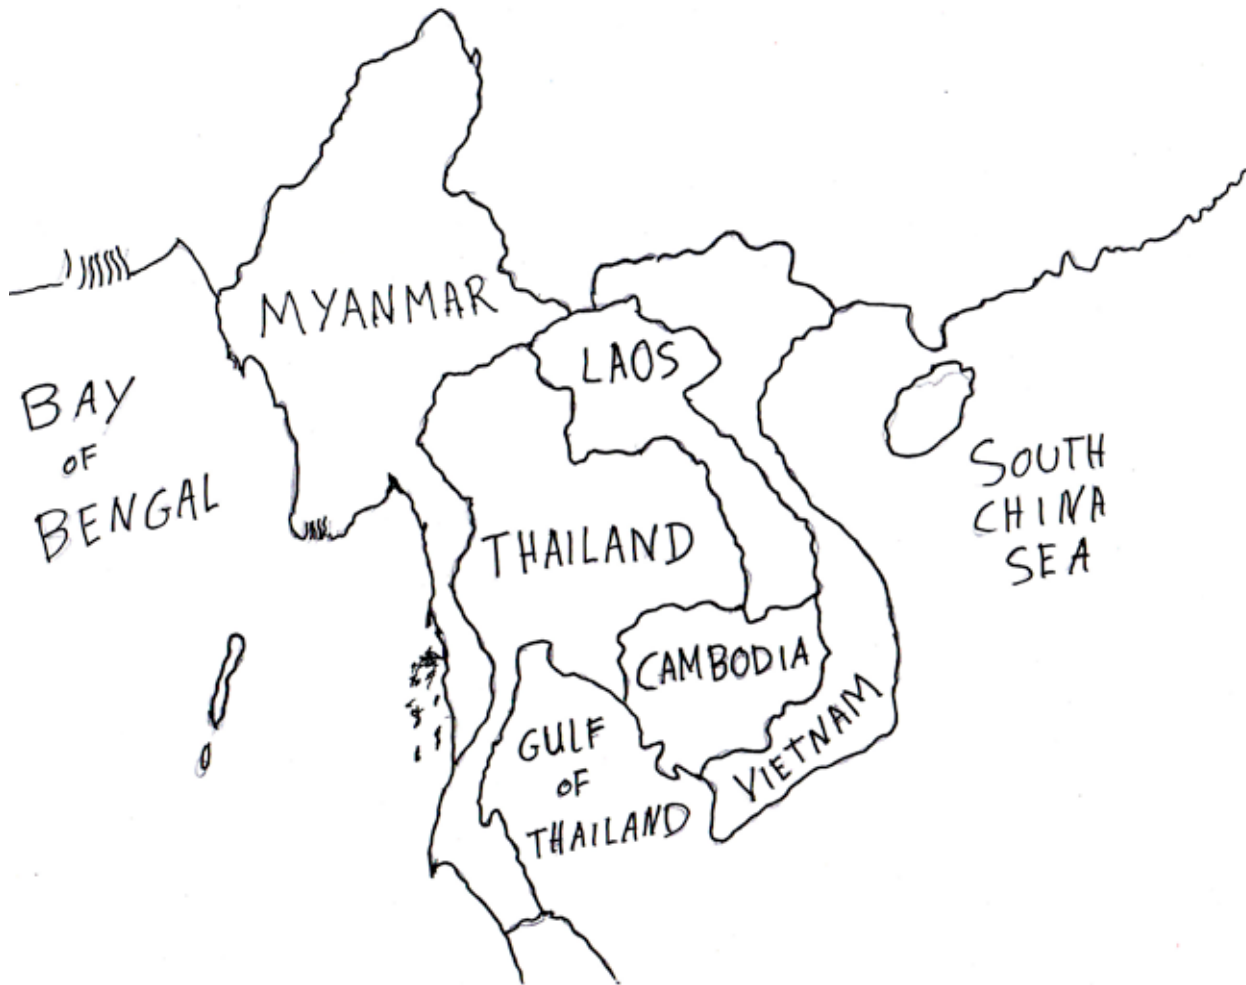 MYANMAR
LAOS
BAY
OF
BENGAL
SOUTH
CHINA
SEA
THAILAND
CAMBODIA
VIETNAM
GULF
OF
THAILAND